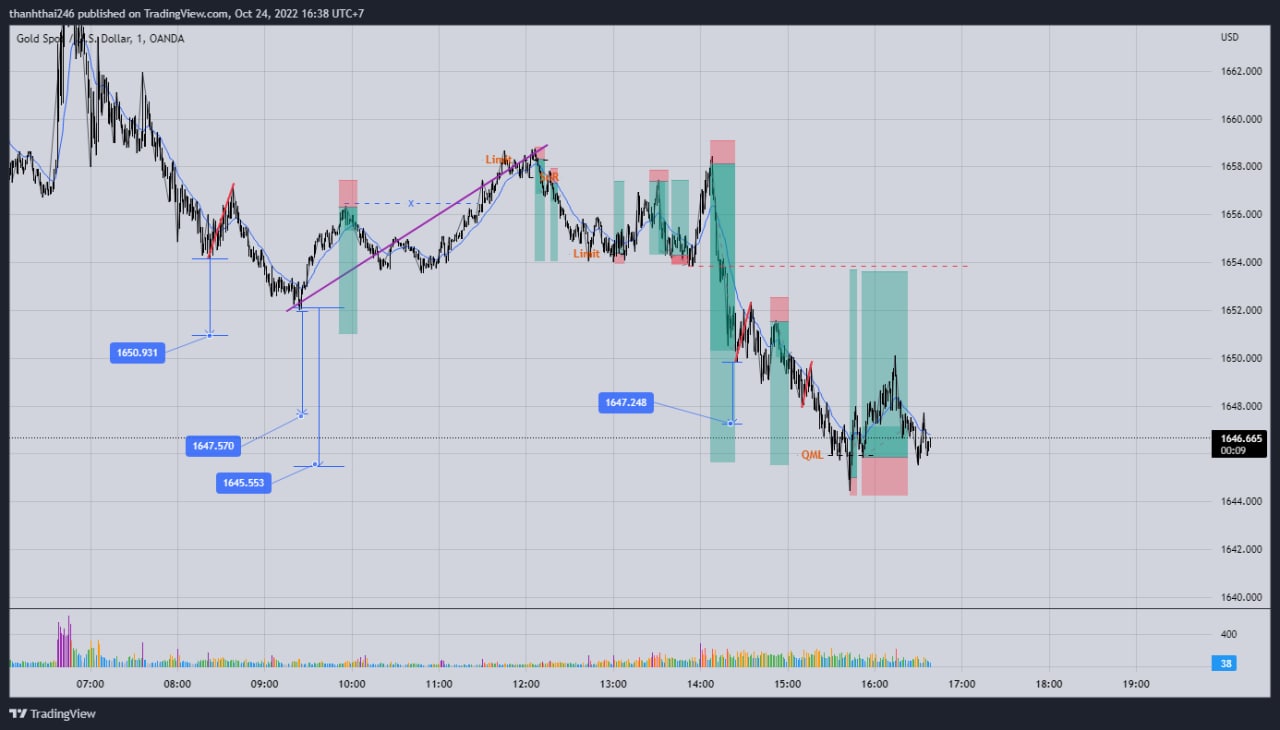 thanhthai246 published on TradingView.com, Oct 24, 2022 16:38 UTC+7
Gold Spot / U.S. Dollar, 1, OANDA
USD
1662.000
1660.000
1658.000
1656.000
1654.000
1652.000
1650.000
1648.000
1646.665
00:09
1644.000
1642.000
1640.000
400
38
Limit
Limit
x
1650.931
1647.570
1645.553
1647.248
QML
07:00 08:00 09:00 10:00 11:00 12:00 13:00 14:00 15:00 16:00 17:00 18:00 19:00
TradingView